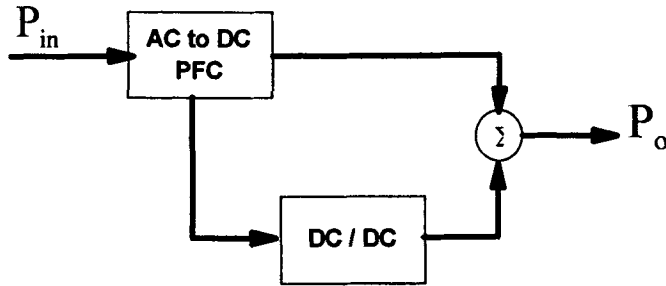 P_in
AC to DC
PFC
Σ
P_o
DC / DC